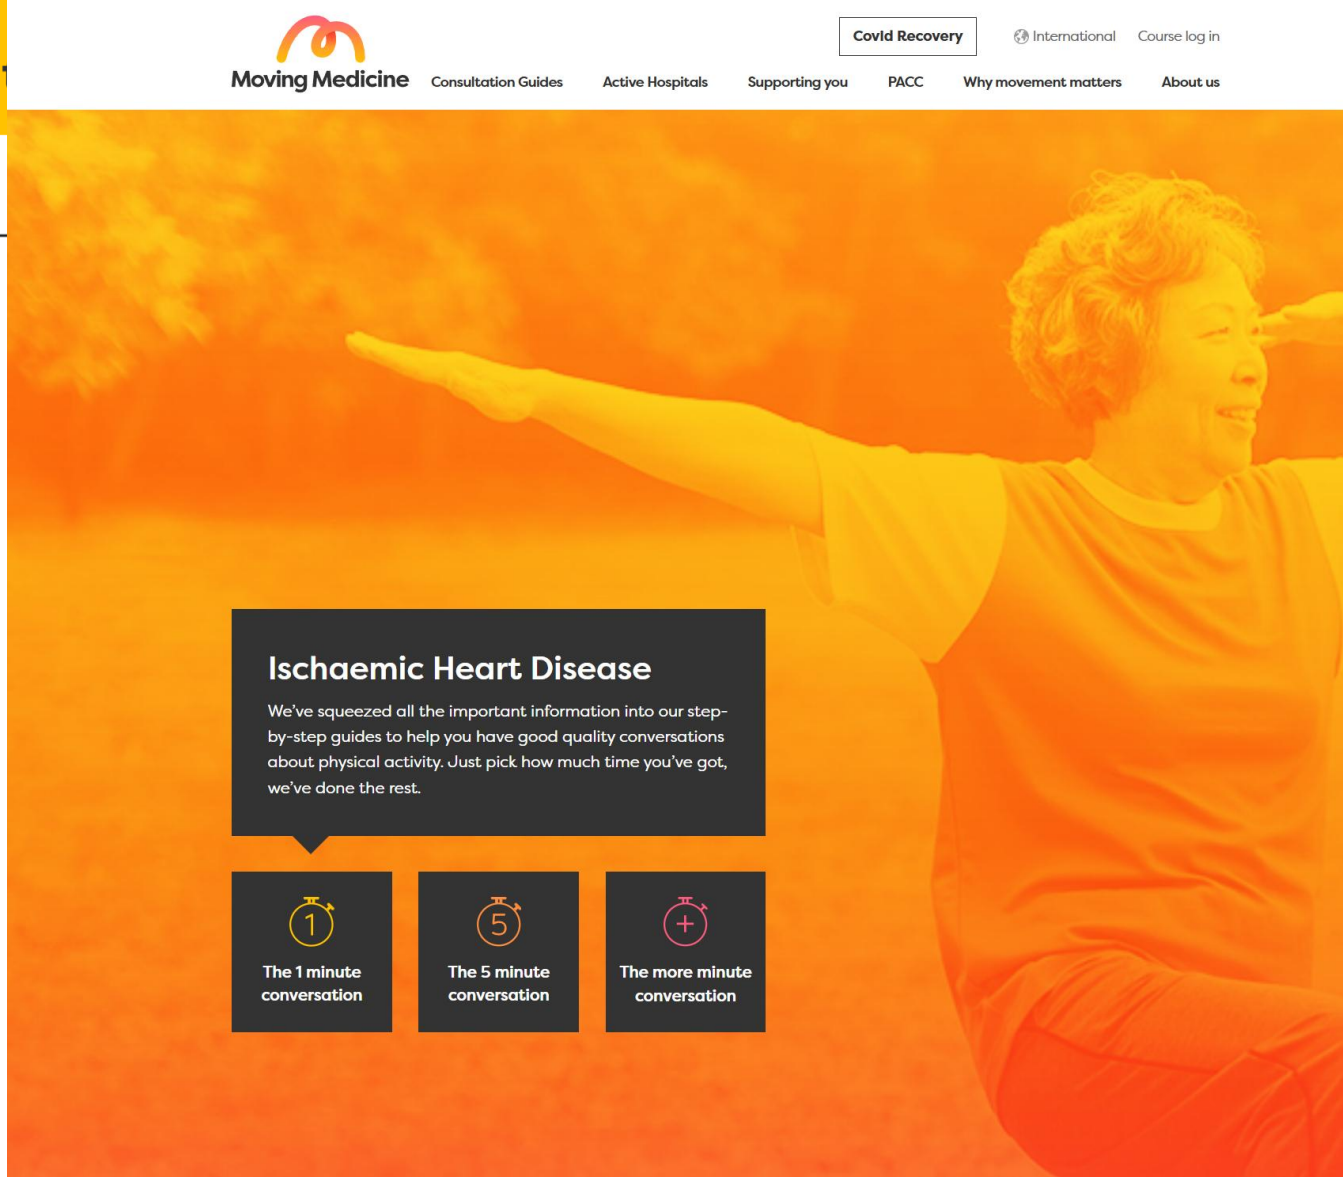 Covid Recovery
International
Course log in
Moving Medicine
Consultation Guides
Active Hospitals
Supporting you
PACC
Why movement matters
About us
Ischaemic Heart Disease
We've squeezed all the important information into our step-
by-step guides to help you have good quality conversations
about physical activity. Just pick how much time you've got,
we've done the rest.
1
The 1 minute
conversation
5
The 5 minute
conversation
+
The more minute
conversation